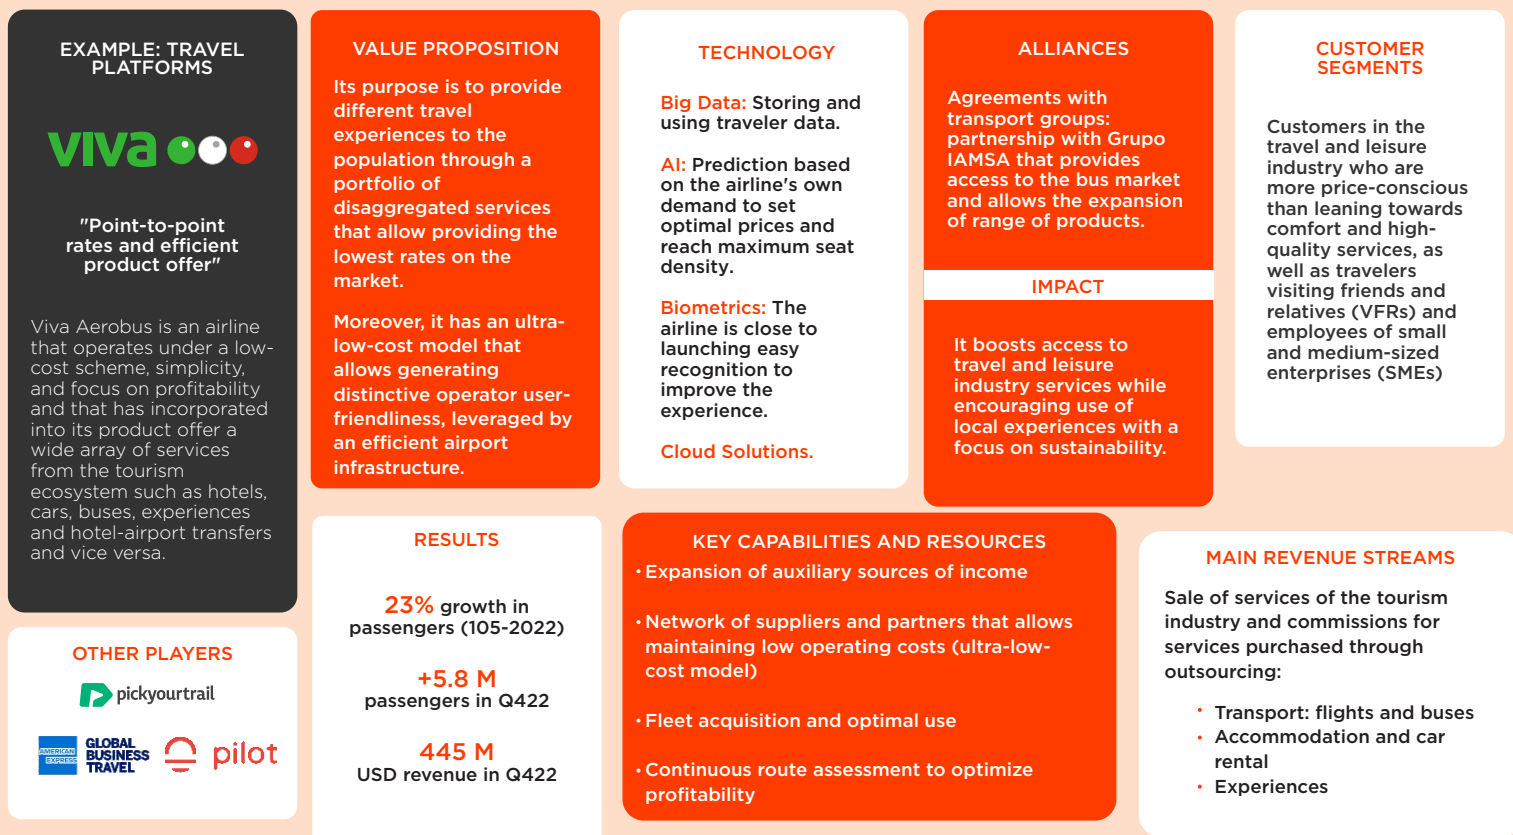 EXAMPLE: TRAVEL
PLATFORMS
viva
"Point-to-point
rates and efficient
product offer"
Viva Aerobus is an airline
that operates under a low-
cost scheme, simplicity,
and focus on profitability
and that has incorporated
into its product offer a
wide array of services
from the tourism
ecosystem such as hotels,
cars, buses, experiences
and hotel-airport transfers
and vice versa.
OTHER PLAYERS
pickyourtrail
AMERICAN
EXPRESS
GLOBAL
BUSINESS
TRAVEL
pilot
VALUE PROPOSITION
Its purpose is to provide
different travel
experiences to the
population through a
portfolio of
disaggregated services
that allow providing the
lowest rates on the
market.
Moreover, it has an ultra-
low-cost model that
allows generating
distinctive operator user-
friendliness, leveraged by
an efficient airport
infrastructure.
RESULTS
23% growth in
passengers (105-2022)
+5.8 M
passengers in Q422
445 M
USD revenue in Q422
TECHNOLOGY
Big Data: Storing and
using traveler data.
AI: Prediction based
on the airline's own
demand to set
optimal prices and
reach maximum seat
density.
Biometrics: The
airline is close to
launching easy
recognition to
improve the
experience.
Cloud Solutions.
ALLIANCES
Agreements with
transport groups:
partnership with Grupo
IAMSA that provides
access to the bus market
and allows the expansion
of range of products.
IMPACT
It boosts access to
travel and leisure
industry services while
encouraging use of
local experiences with a
focus on sustainability.
KEY CAPABILITIES AND RESOURCES
• Expansion of auxiliary sources of income
• Network of suppliers and partners that allows
maintaining low operating costs (ultra-low-
cost model)
• Fleet acquisition and optimal use
• Continuous route assessment to optimize
profitability
CUSTOMER
SEGMENTS
Customers in the
travel and leisure
industry who are
more price-conscious
than leaning towards
comfort and high-
quality services, as
well as travelers
visiting friends and
relatives (VFRs) and
employees of small
and medium-sized
enterprises (SMEs)
MAIN REVENUE STREAMS
Sale of services of the tourism
industry and commissions for
services purchased through
outsourcing:
• Transport: flights and buses
• Accommodation and car
rental
• Experiences